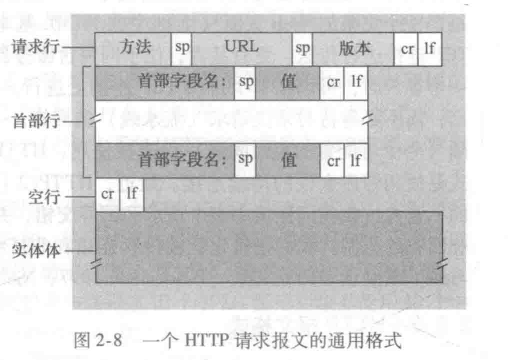 请求行 方法 sp URL sp 版本 cr lf
首部字段名: sp 值 cr lf
首部行
首部字段名: sp 值 cr lf
空行 cr lf
实体体
图 2-8 一个 HTTP 请求报文的通用格式